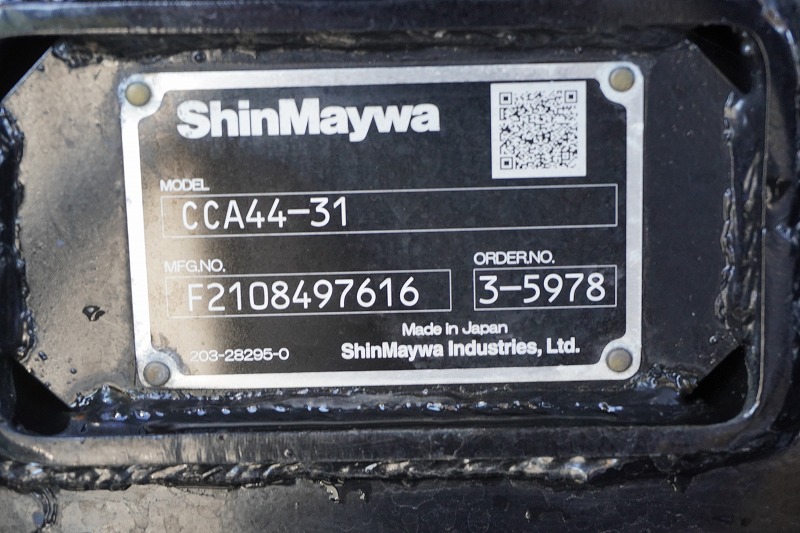 ShinMaywa
MODEL
CCA44-31
MFG.NO. ORDER.NO.
F2108497616 3-5978
Made in Japan
203-28295-0 ShinMaywa Industries, Ltd.